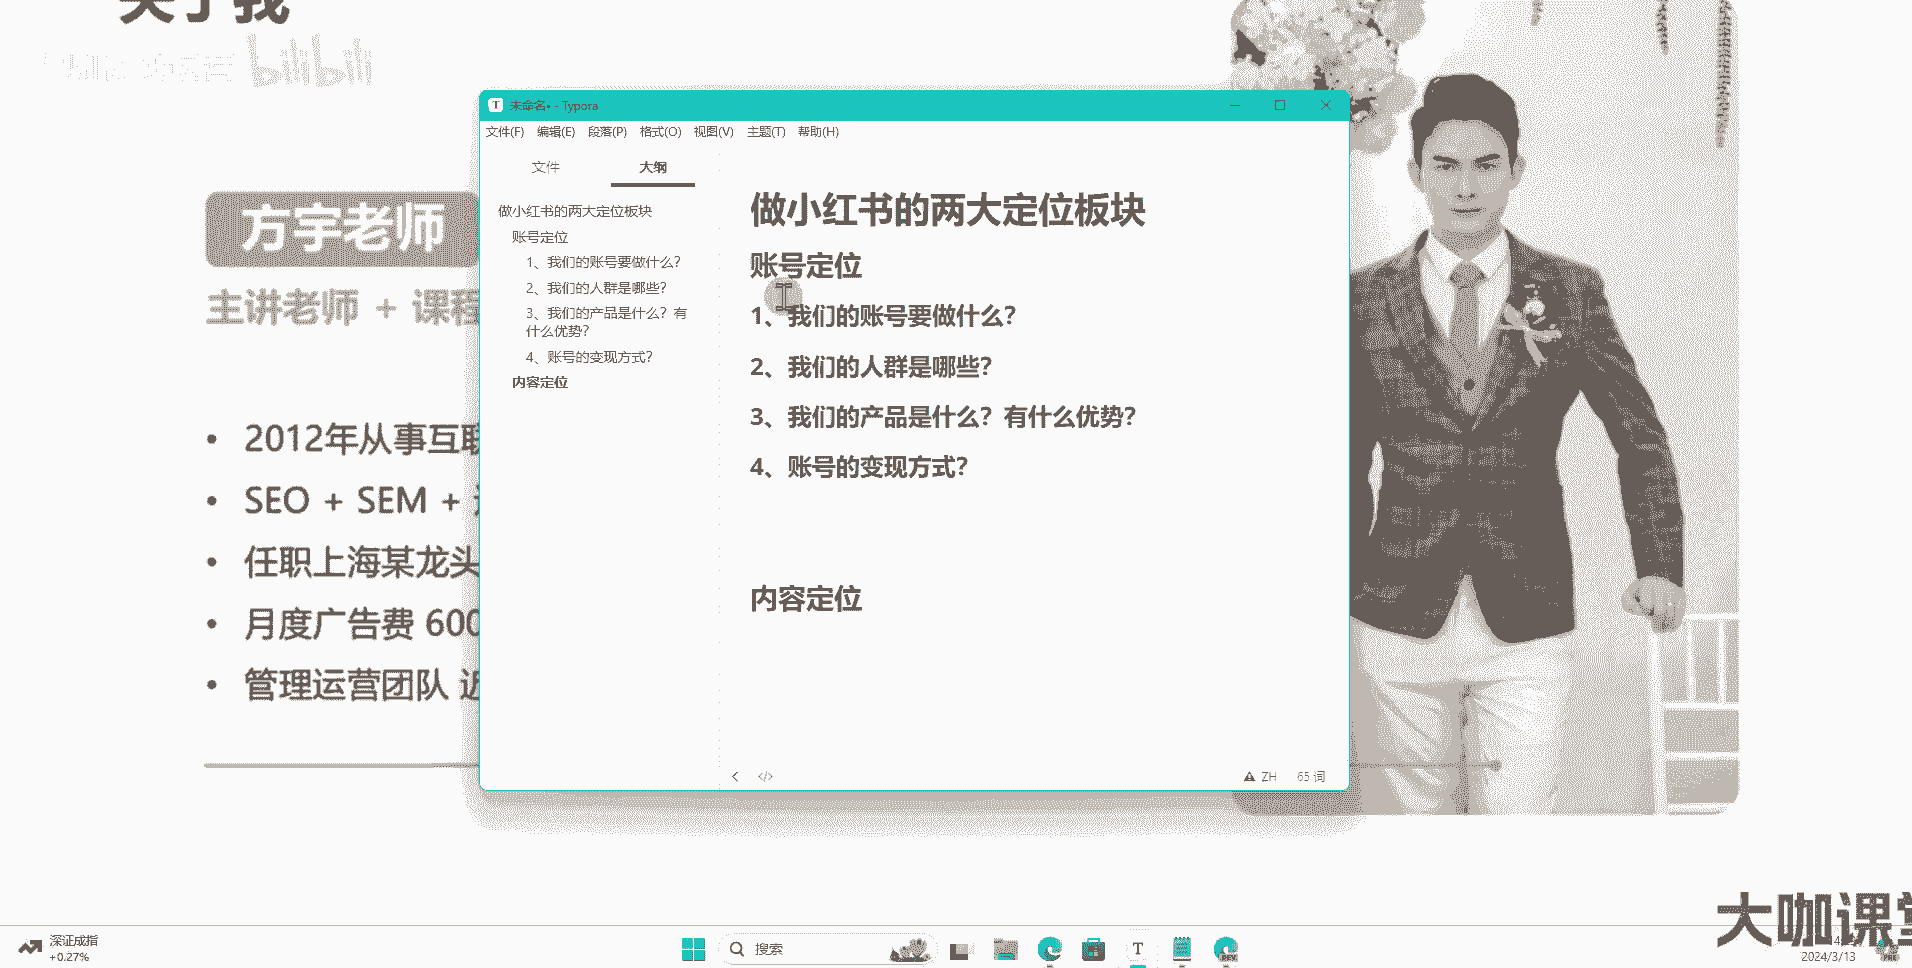 关于我
bilibili
方宇老师
主讲老师 + 课程
2012年从事互联
SEO + SEM +
任职上海某龙头
月度广告费 600
管理运营团队 近
未命名• - Typora
文件(F) 编辑(E) 段落(P) 格式(O) 视图(V) 主题(T) 帮助(H)
文件 大纲
做小红书的两大定位板块
账号定位
1、我们的账号要做什么?
2、我们的人群是哪些?
3、我们的产品是什么? 有
什么优势?
4、账号的变现方式?
内容定位
做小红书的两大定位板块
账号定位
1、我们的账号要做什么?
2、我们的人群是哪些?
3、我们的产品是什么? 有什么优势?
4、账号的变现方式?
内容定位
</> ZH 65 词
大咖课堂
深证成指
+0.27%
搜索
T
DEV
2024/3/13
PRE